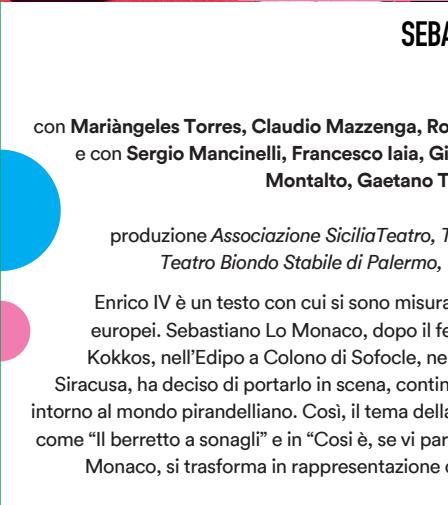 SEBA
con Mariàngeles Torres, Claudio Mazzenga, Ro
e con Sergio Mancinelli, Francesco Iaia, Gi
Montalto, Gaetano T
produzione Associazione SiciliaTeatro, T
Teatro Biondo Stabile di Palermo,
Enrico IV è un testo con cui si sono misura
europei. Sebastiano Lo Monaco, dopo il fe
Kokkos, nell'Edipo a Colono di Sofocle, ne
Siracusa, ha deciso di portarlo in scena, contin
intorno al mondo pirandelliano. Così, il tema della
come “Il berretto a sonagli” e in “Così è, se vi par
Monaco, si trasforma in rappresentazione